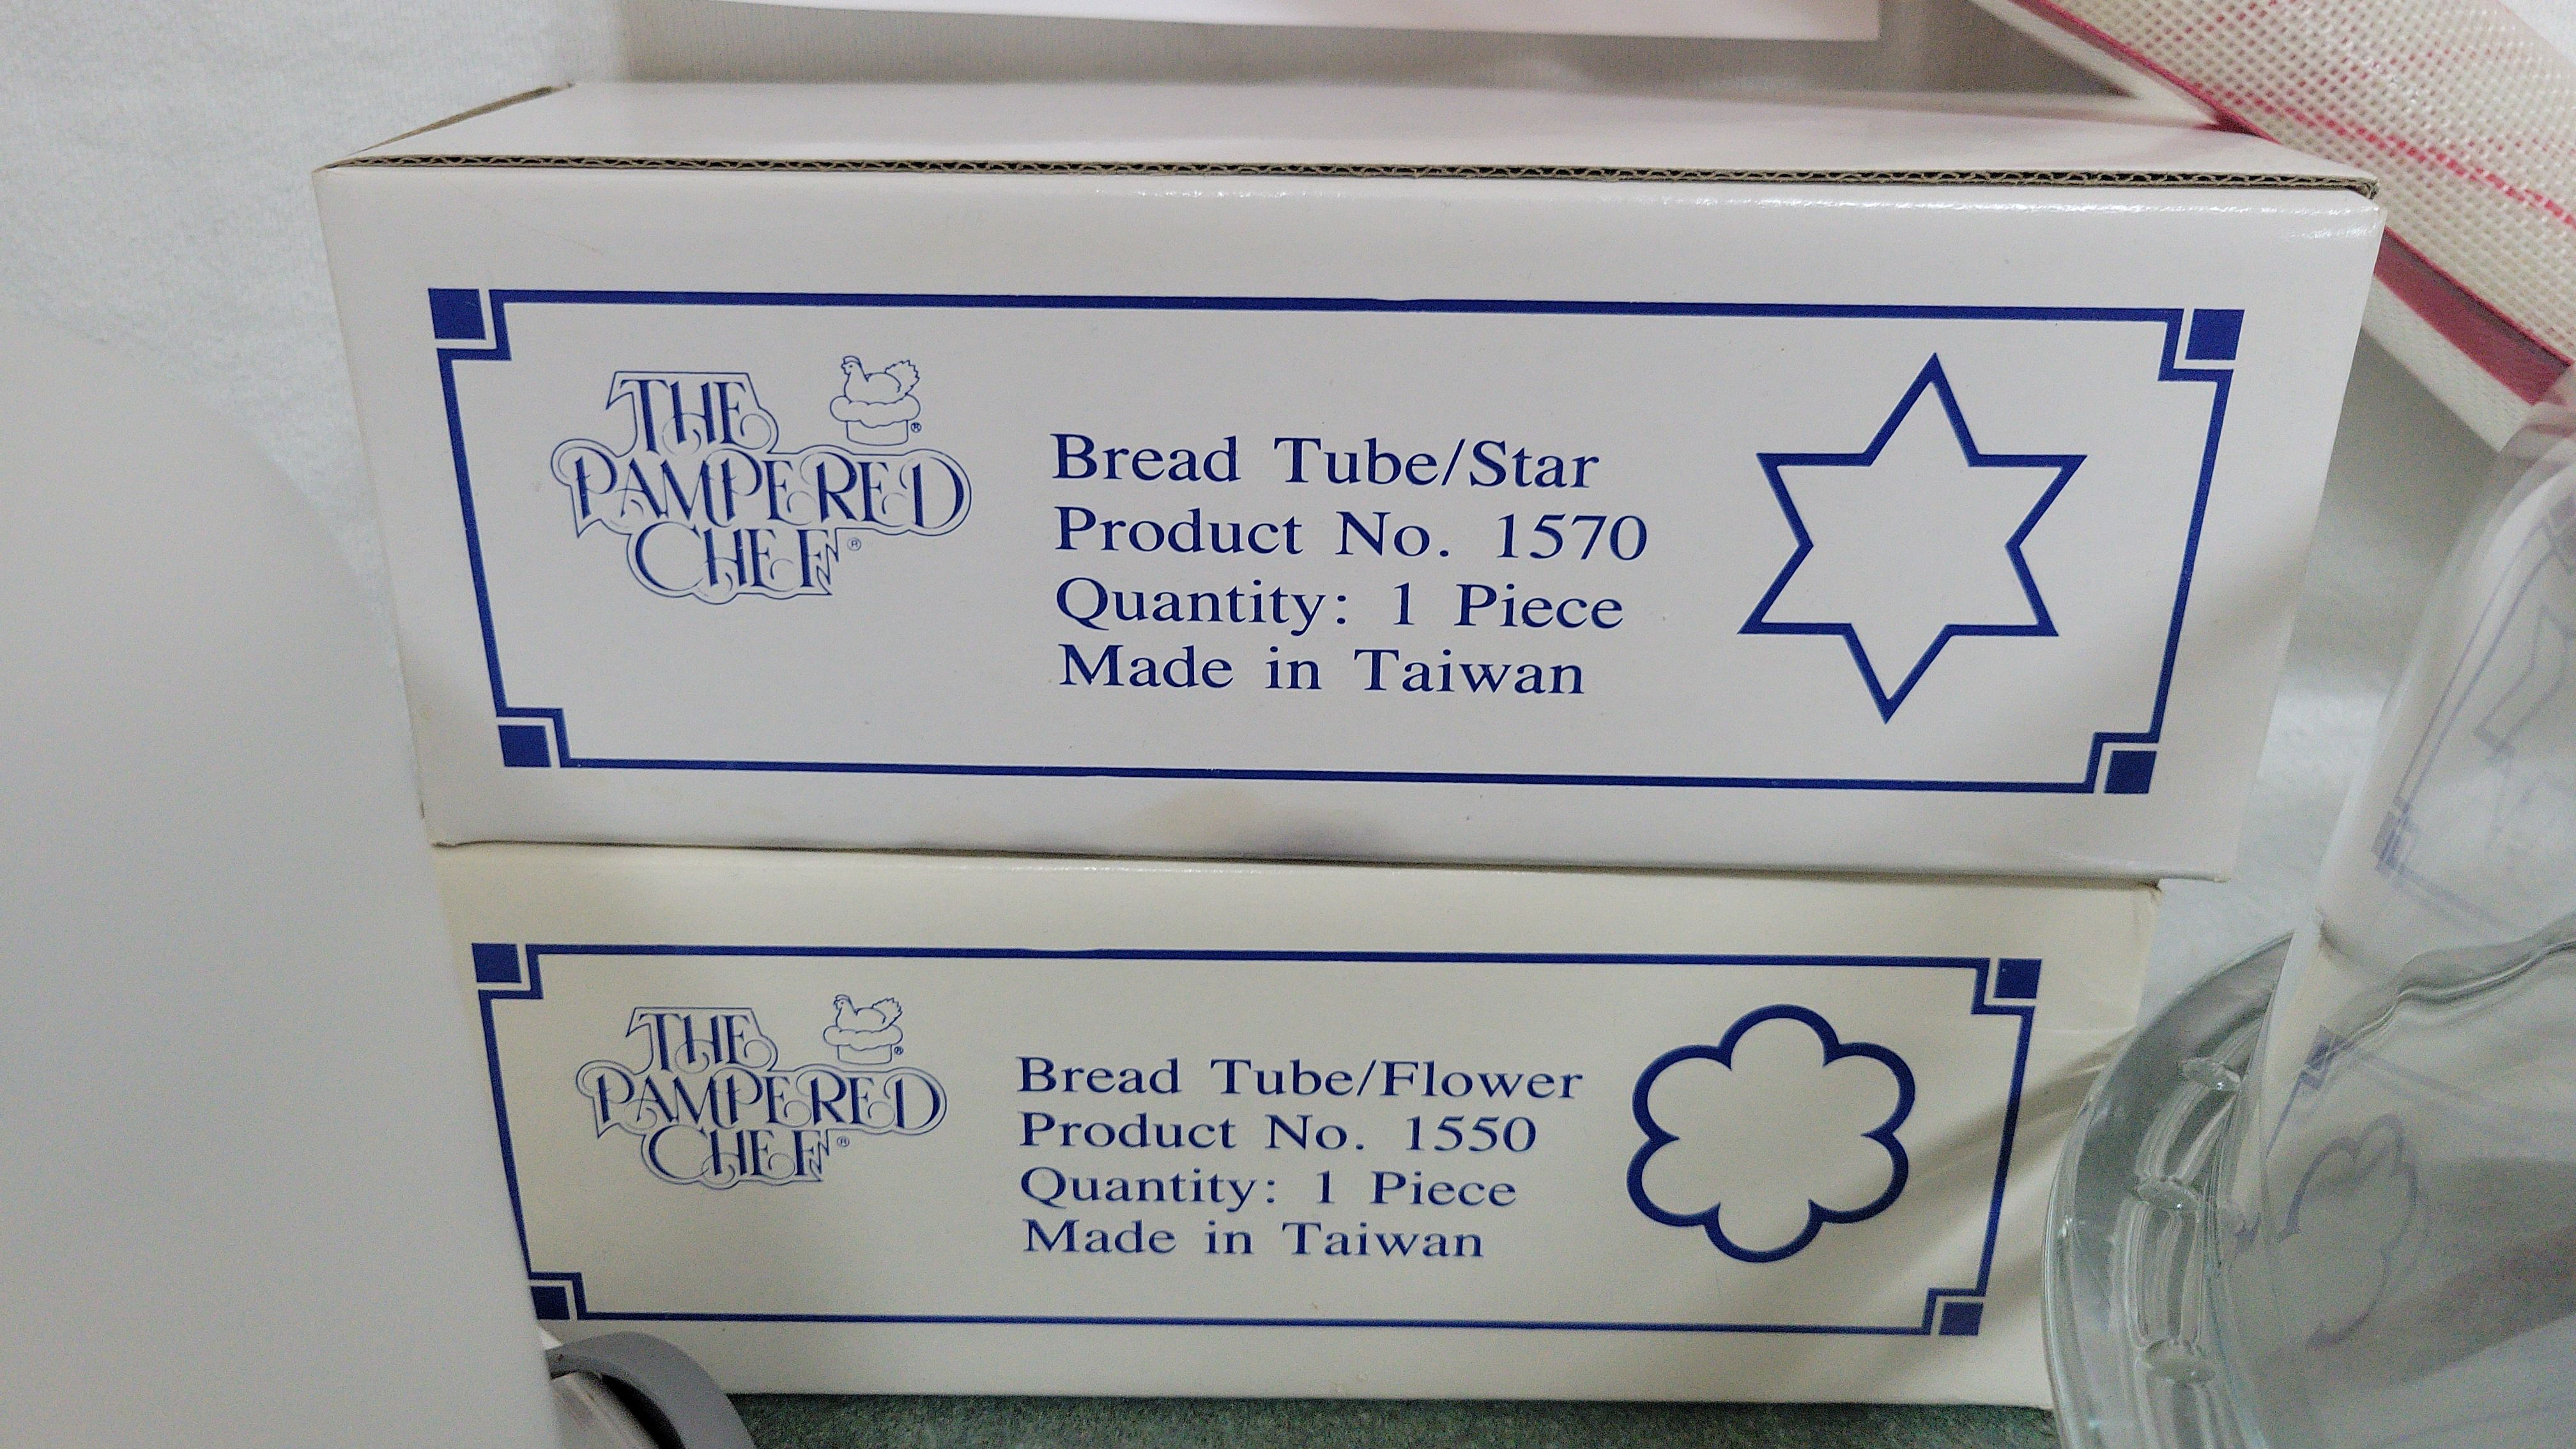 THE
PAMPERED
CHEF®
®
Bread Tube/Star
Product No. 1570
Quantity: 1 Piece
Made in Taiwan
THE
PAMPERED
CHEF®
®
Bread Tube/Flower
Product No. 1550
Quantity: 1 Piece
Made in Taiwan